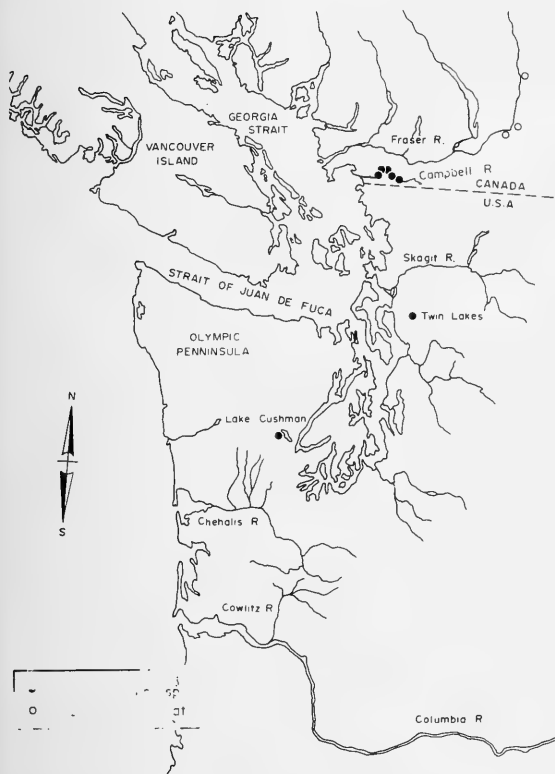 GEORGIA
STRAIT
VANCOUVER
ISLAND
Fraser R.
Campbell R
CANADA
U.S.A
Skagit R.
STRAIT OF JUAN DE FUCA
Twin Lakes
OLYMPIC
PENNINSULA
N
Lake Cushman
S
Chehalis R
Cowlitz R
Columbia R